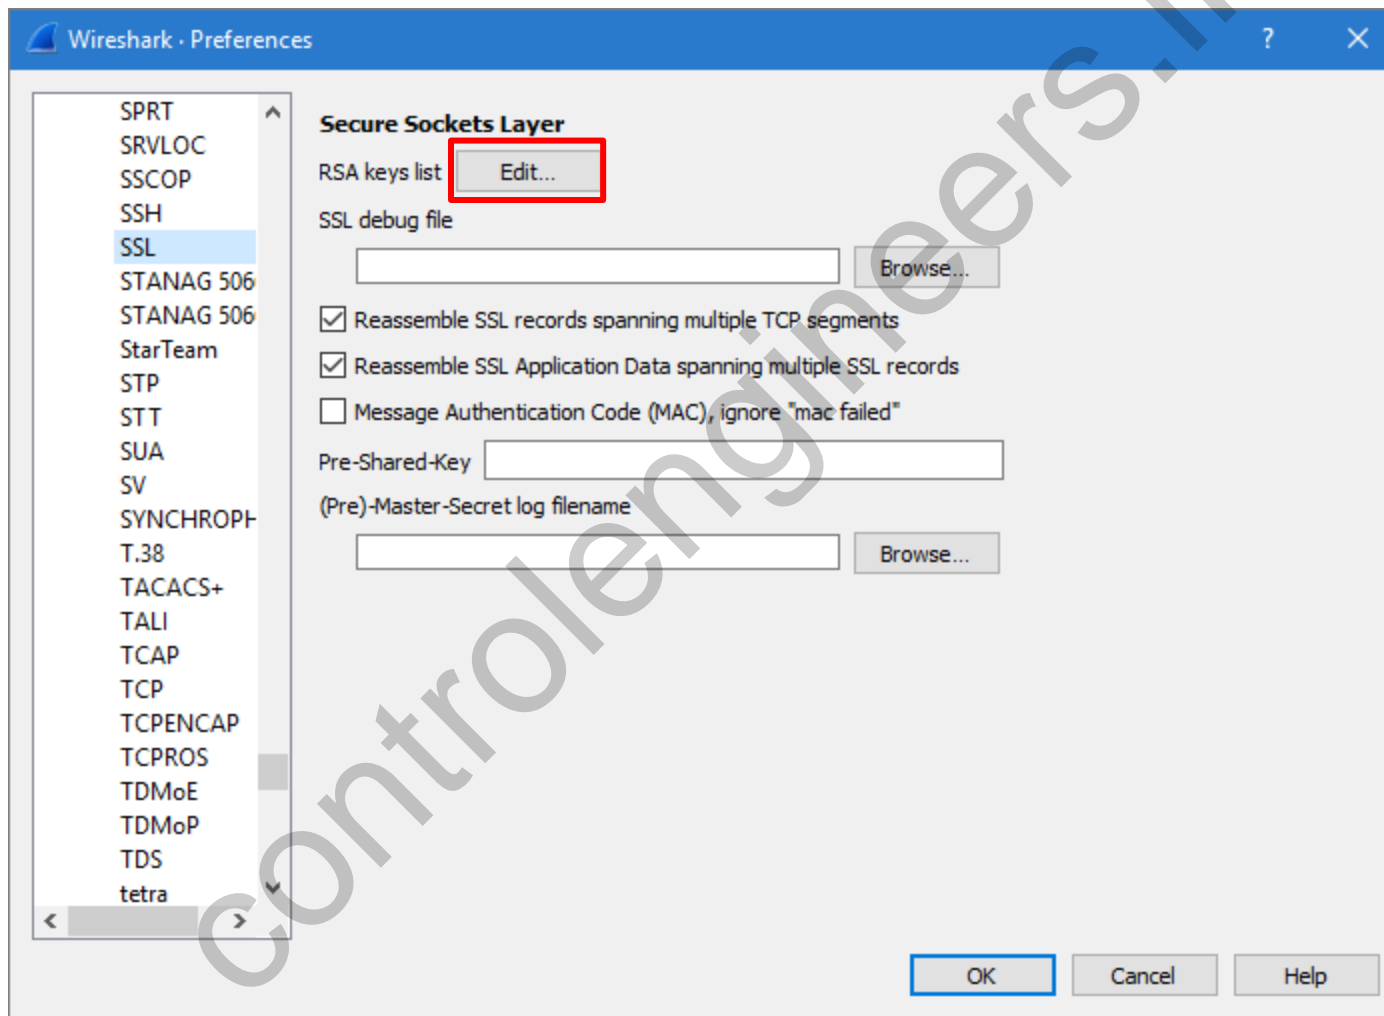 Wireshark · Preferences
SPRT
SRVLOC
SSCOP
SSH
SSL
STANAG 506
STANAG 506
StarTeam
STP
STT
SUA
SV
SYNCHROPH
T.38
TACACS+
TALI
TCAP
TCP
TCPENCAP
TCPROS
TDMoE
TDMoP
TDS
tetra
Secure Sockets Layer
RSA keys list Edit...
SSL debug file
Browse...
Reassemble SSL records spanning multiple TCP segments
Reassemble SSL Application Data spanning multiple SSL records
Message Authentication Code (MAC), ignore "mac failed"
Pre-Shared-Key
(Pre)-Master-Secret log filename
Browse...
OK Cancel Help
controlengineers.